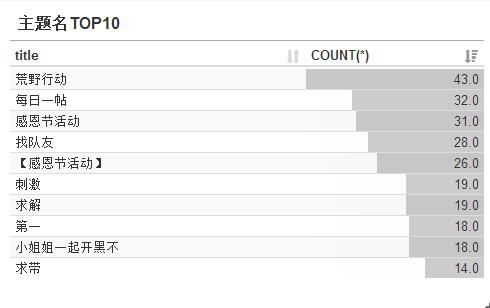 主题名TOP10
title COUNT(*)
荒野行动 43.0
每日一帖 32.0
感恩节活动 31.0
找队友 28.0
【感恩节活动】 26.0
刺激 19.0
求解 19.0
第一 18.0
小姐姐一起开黑不 18.0
求带 14.0